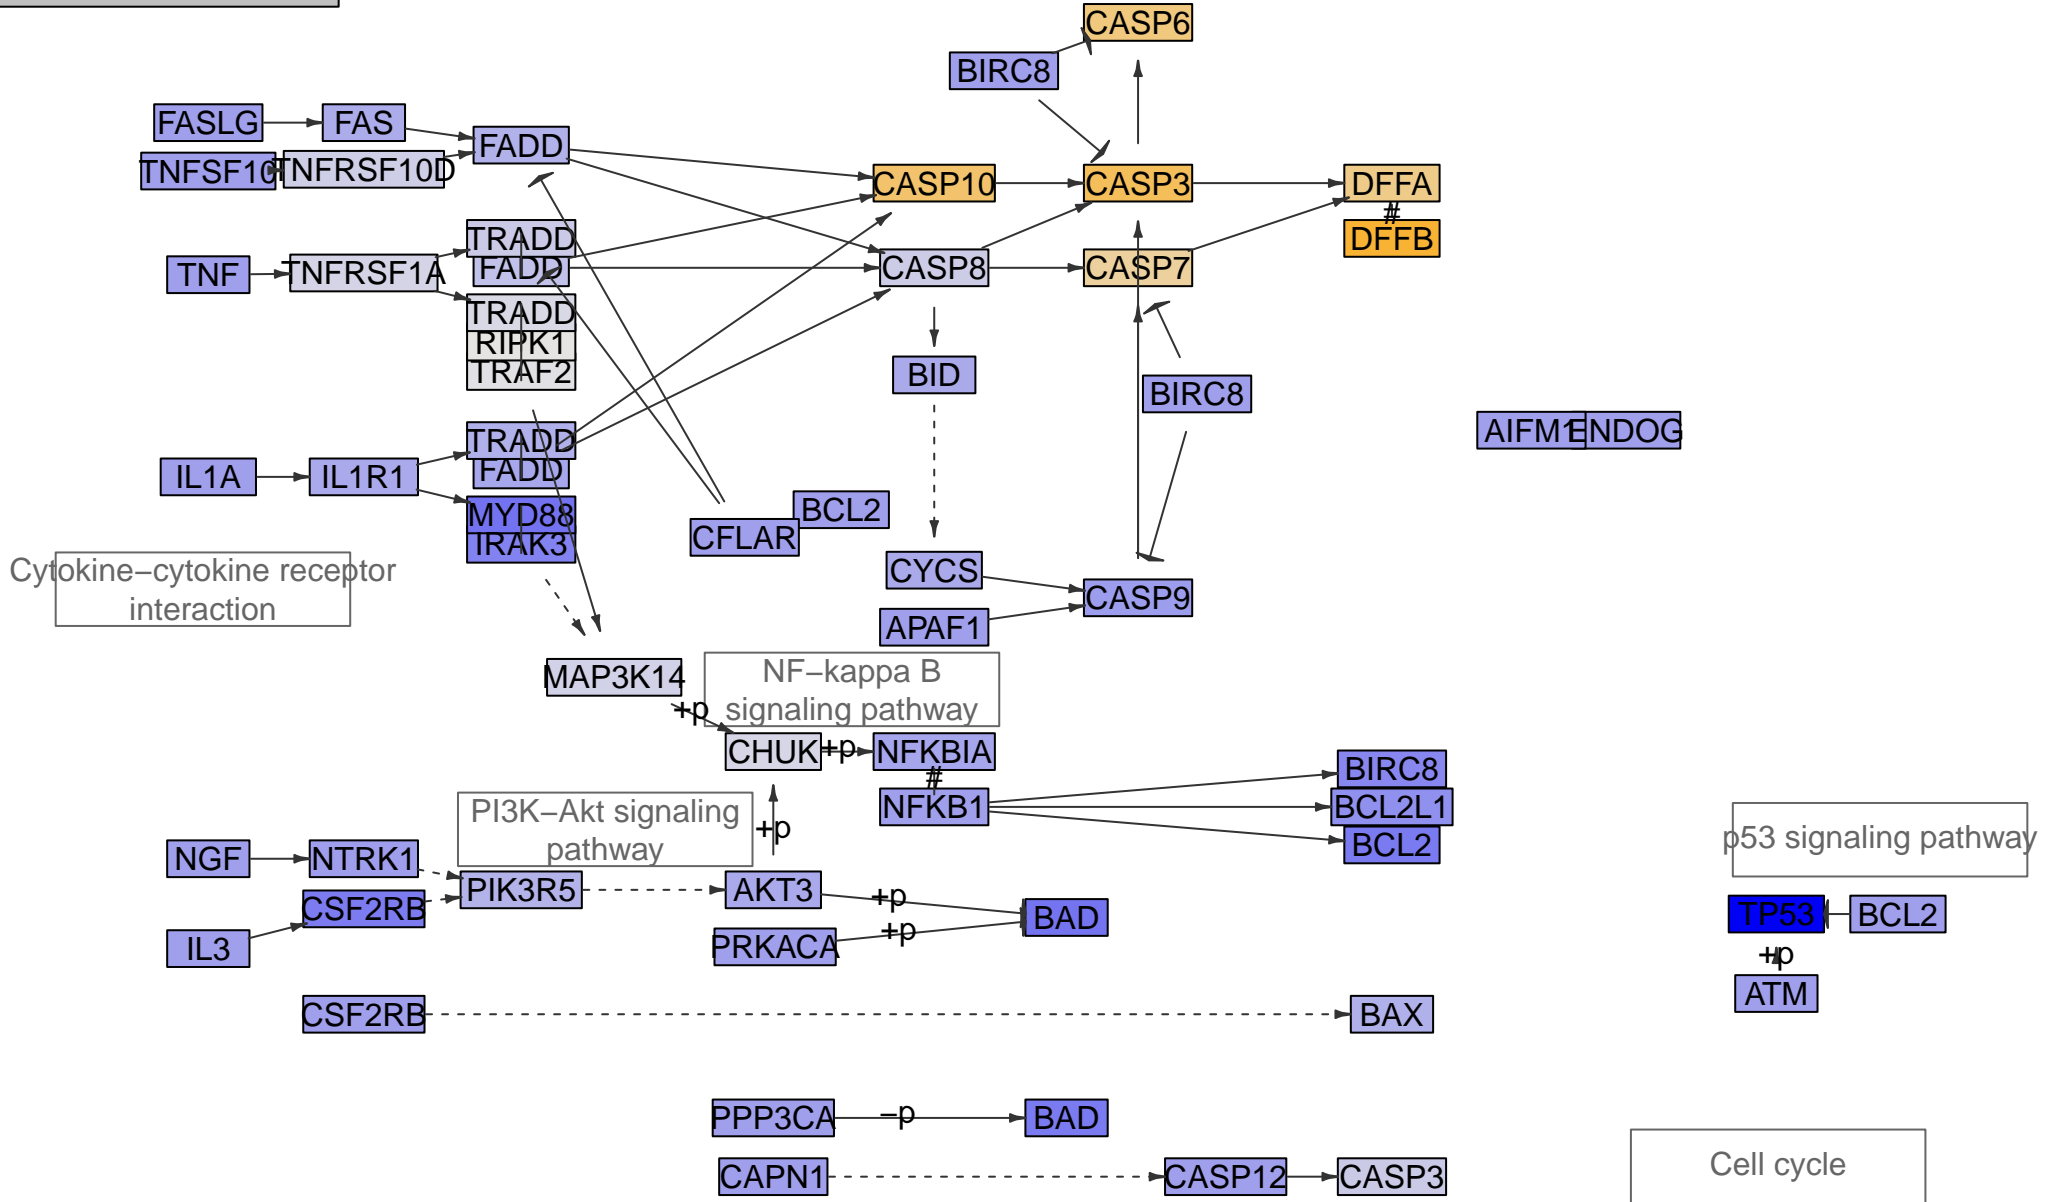 CASP6
BIRC8
FASLG
FAS
FADD
TNFSF10
TNFRSF10D
CASP10
CASP3
DFFA
#
DFFB
TRADD
FADD
TNF
TNFRSF1A
CASP8
CASP7
TRADD
RIPK1
TRAF2
BID
BIRC8
TRADD
FADD
AIFM1
ENDOG
IL1A
IL1R1
MYD88
IRAK3
BCL2
CFLAR
Cytokine–cytokine receptor
interaction
CYCS
CASP9
APAF1
MAP3K14
NF–kappa B
signaling pathway
+p
CHUK
+p
NFKBIA
#
NFKB1
BIRC8
BCL2L1
BCL2
PI3K–Akt signaling
pathway
+p
p53 signaling pathway
NGF
NTRK1
PIK3R5
AKT3
+p
BAD
CSF2RB
IL3
PRKACA
+p
TP53
BCL2
+p
ATM
CSF2RB
BAX
PPP3CA
–p
BAD
CAPN1
CASP12
CASP3
Cell cycle